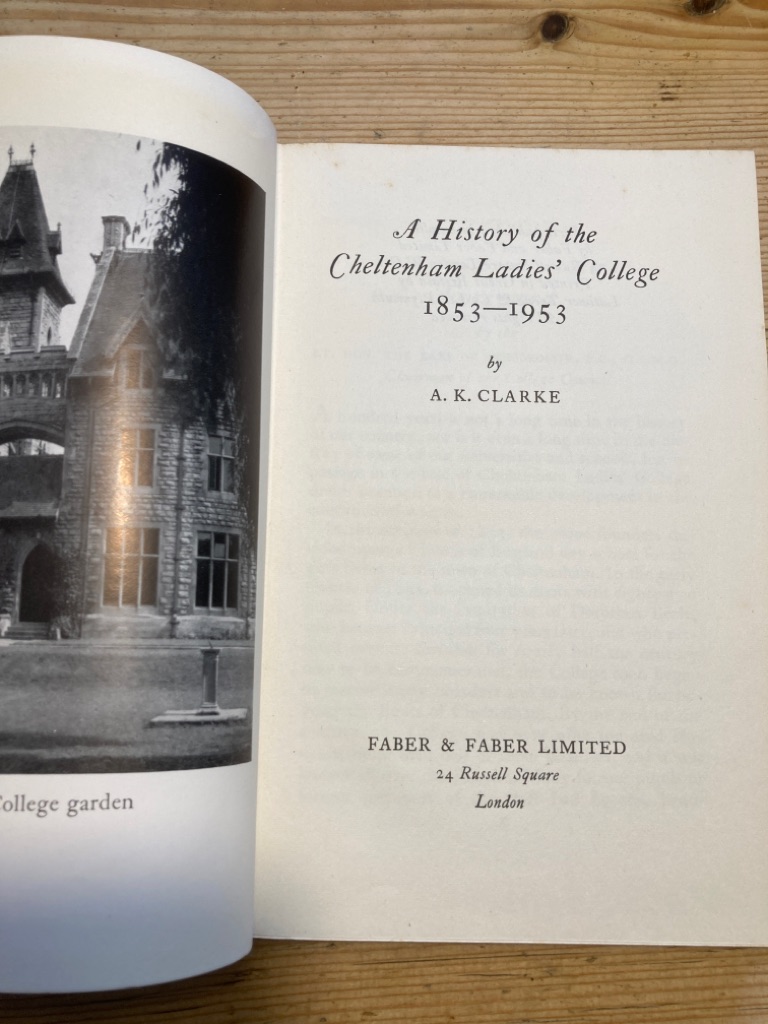 College garden
A History of the
Cheltenham Ladies' College
1853—1953
by
A. K. CLARKE
FABER & FABER LIMITED
24 Russell Square
London